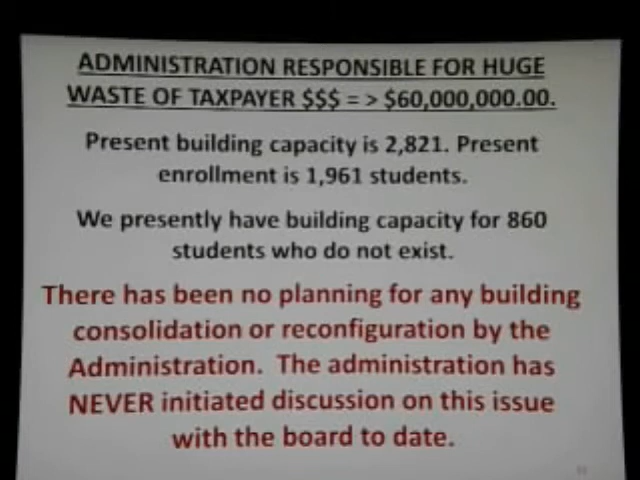 ADMINISTRATION RESPONSIBLE FOR HUGE
WASTE OF TAXPAYER $$$ = > $60,000,000.00.
Present building capacity is 2,821. Present
enrollment is 1,961 students.
We presently have building capacity for 860
students who do not exist.
There has been no planning for any building
consolidation or reconfiguration by the
Administration. The administration has
NEVER initiated discussion on this issue
with the board to date.